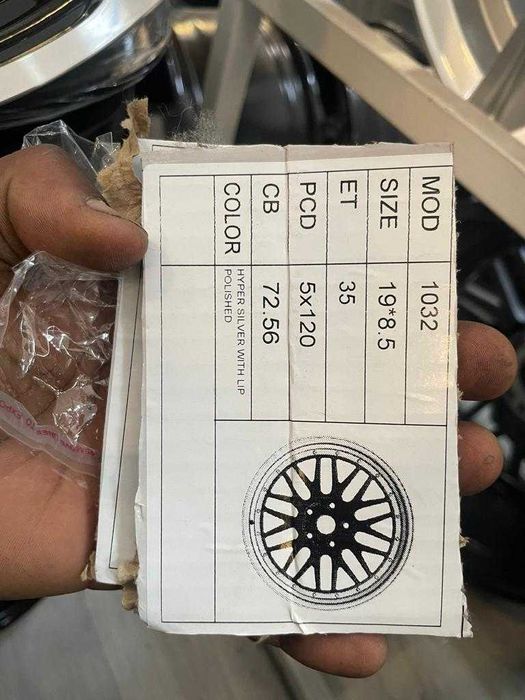 MOD 1032
SIZE 19*8.5
ET 35
PCD 5x120
CB 72.56
COLOR HYPER SILVER WITH LIP
POLISHED